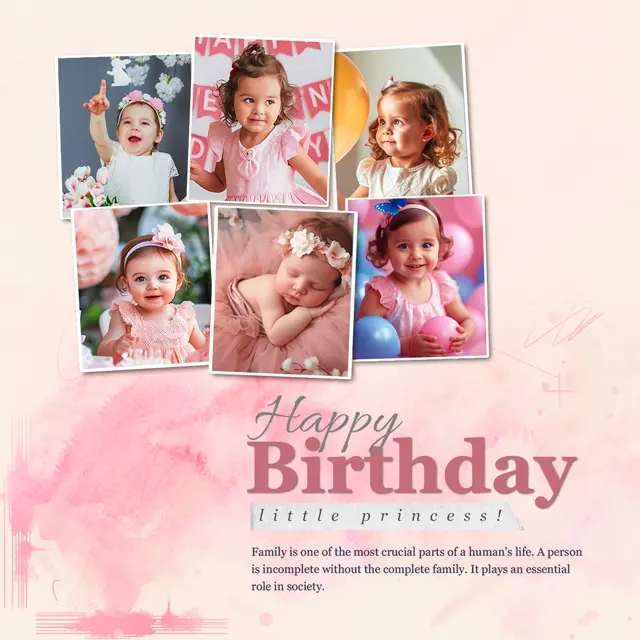 Happy
Birthday
little princess!
Family is one of the most crucial parts of a human's life. A person
is incomplete without the complete family. It plays an essential
role in society.